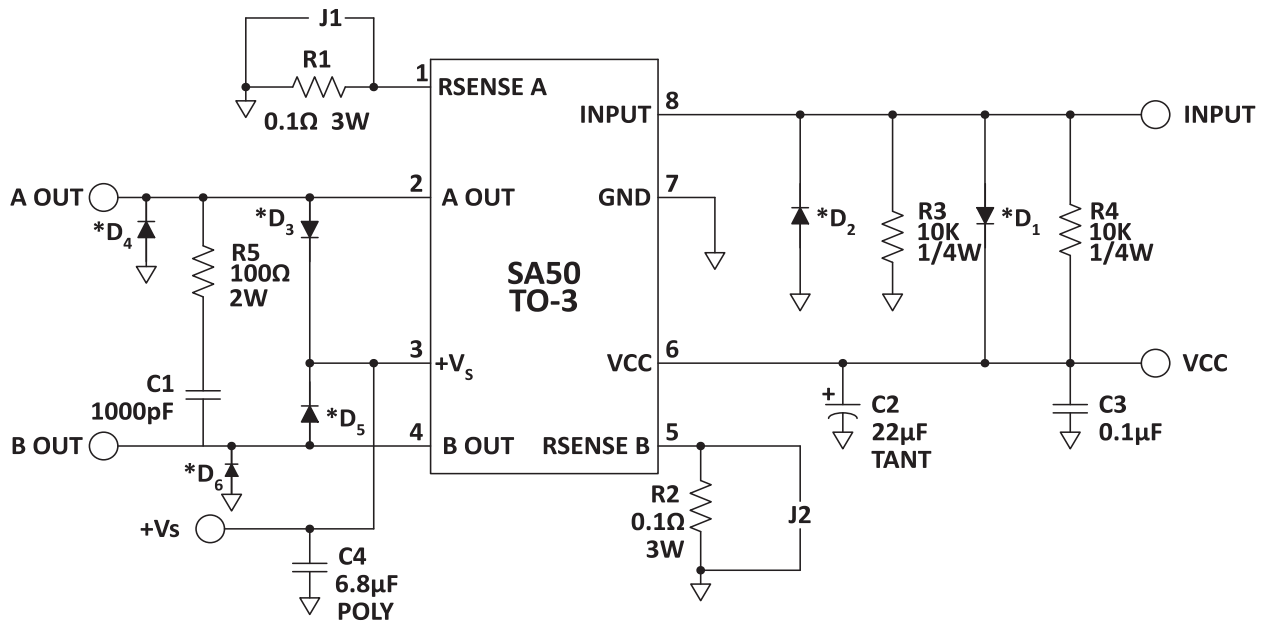 J1
R1
0.1Ω 3W
1
RSENSE A
INPUT
8
INPUT
A OUT
2
A OUT
GND
7
*D4
*D3
R5
100Ω
2W
SA50
TO-3
*D2
R3
10K
1/4W
*D1
R4
10K
1/4W
3
+VS
VCC
6
VCC
C1
1000pF
*D5
+
C2
22µF
TANT
C3
0.1µF
B OUT
4
B OUT
RSENSE B
5
*D6
R2
0.1Ω
3W
J2
+Vs
C4
6.8µF
POLY